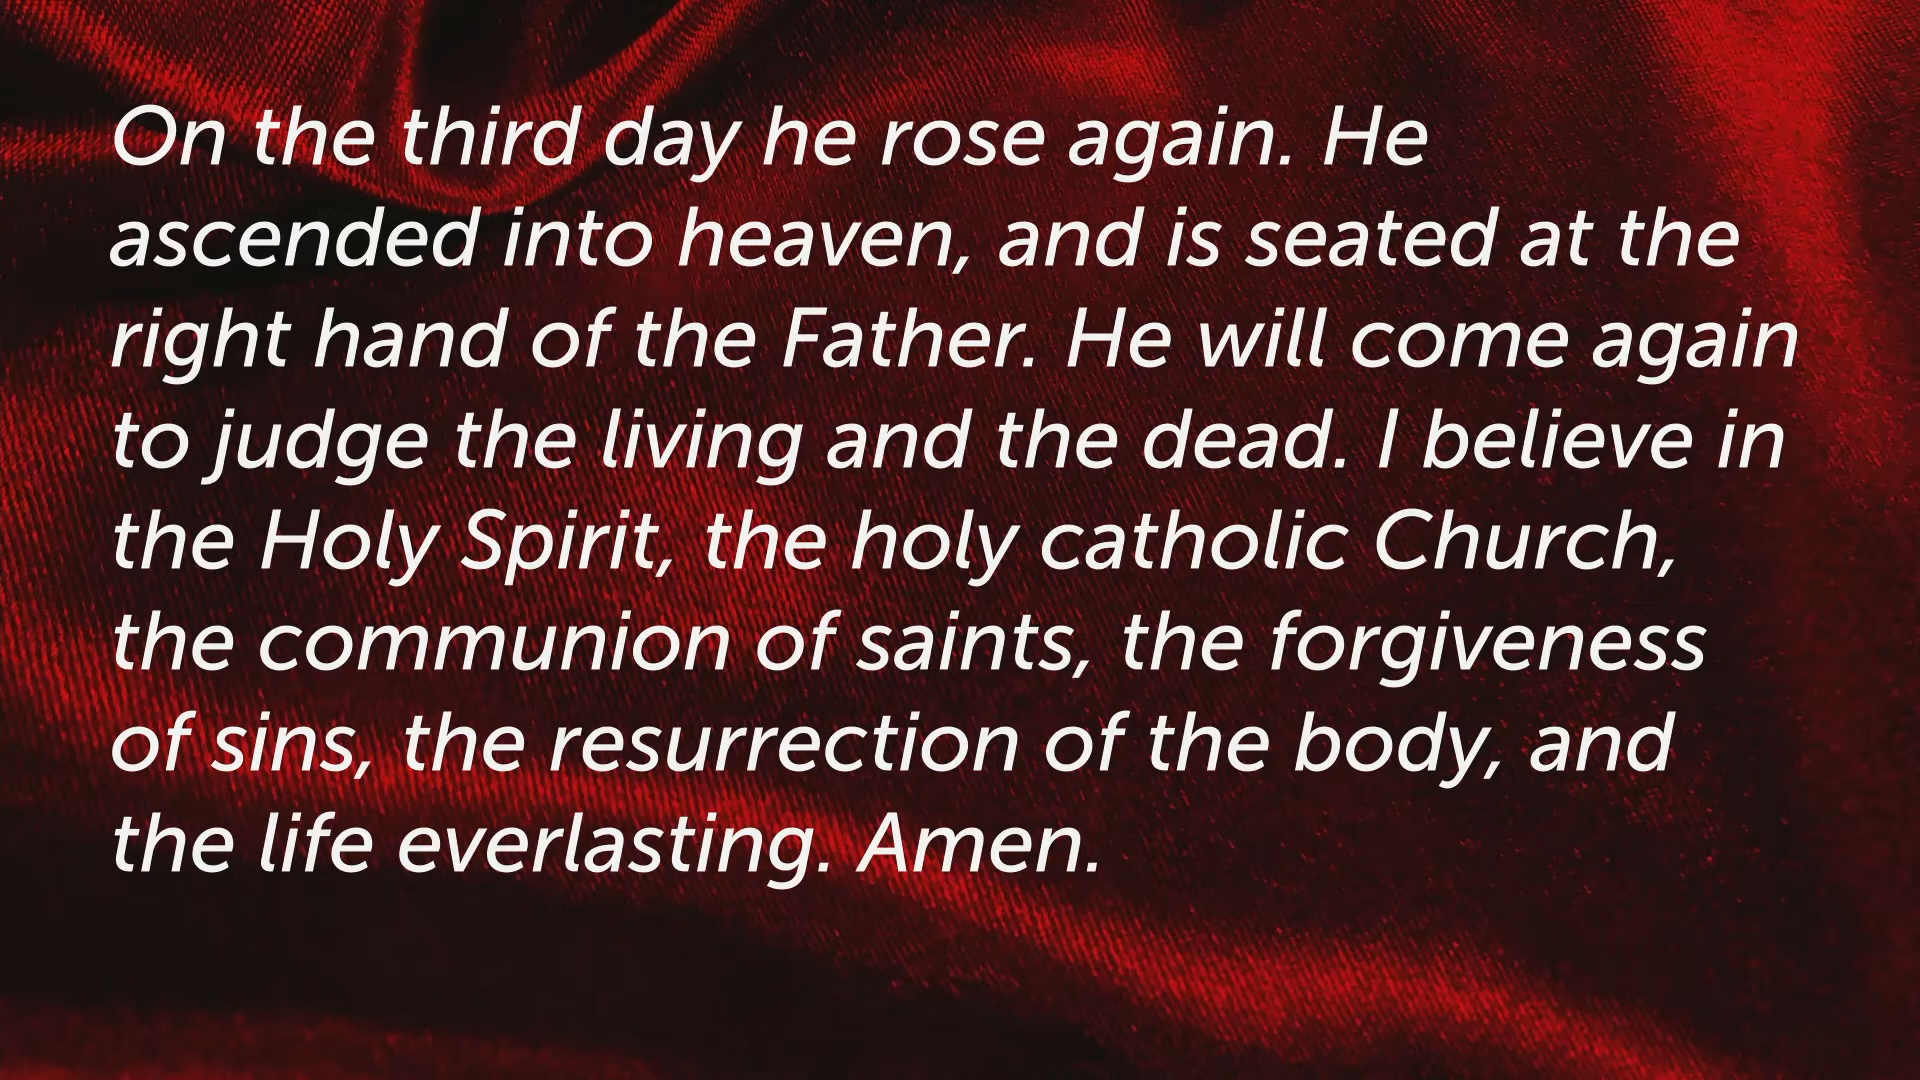 On the third day he rose again. He
ascended into heaven, and is seated at the
right hand of the Father. He will come again
to judge the living and the dead. I believe in
the Holy Spirit, the holy catholic Church,
the communion of saints, the forgiveness
of sins, the resurrection of the body, and
the life everlasting. Amen.